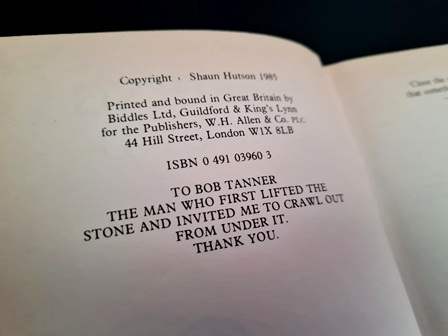 Copyright , Shaun Hutson 1985
Printed and bound in Great Britain by
Biddles Ltd, Guildford & King's Lynn
for the Publishers, W.H. Allen & Co. PLC
44 Hill Street, London W1X 8LB
ISBN 0 491 03960 3
TO BOB TANNER
THE MAN WHO FIRST LIFTED THE
STONE AND INVITED ME TO CRAWL OUT
FROM UNDER IT.
THANK YOU.
that